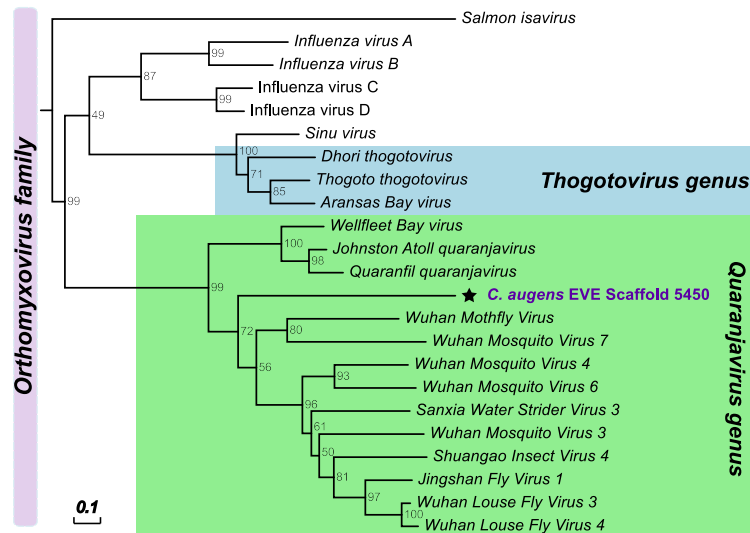 Orthomyxovirus family
Salmon isavirus
Influenza virus A
99
Influenza virus B
87
Influenza virus C
99
Influenza virus D
49
Sinu virus
100
Dhori thogotovirus
71
Thogoto thogotovirus
85
Aransas Bay virus
Thogotovirus genus
99
Wellfleet Bay virus
100
Johnston Atoll quaranjavirus
98
Quaranfil quaranjavirus
99
C. augens EVE Scaffold 5450
72
Wuhan Mothfly Virus
80
Wuhan Mosquito Virus 7
56
Wuhan Mosquito Virus 4
93
Wuhan Mosquito Virus 6
96
Sanxia Water Strider Virus 3
61
Wuhan Mosquito Virus 3
50
Shuangao Insect Virus 4
81
Jingshan Fly Virus 1
97
Wuhan Louse Fly Virus 3
100
Wuhan Louse Fly Virus 4
Quaranjavirus genus
0.1